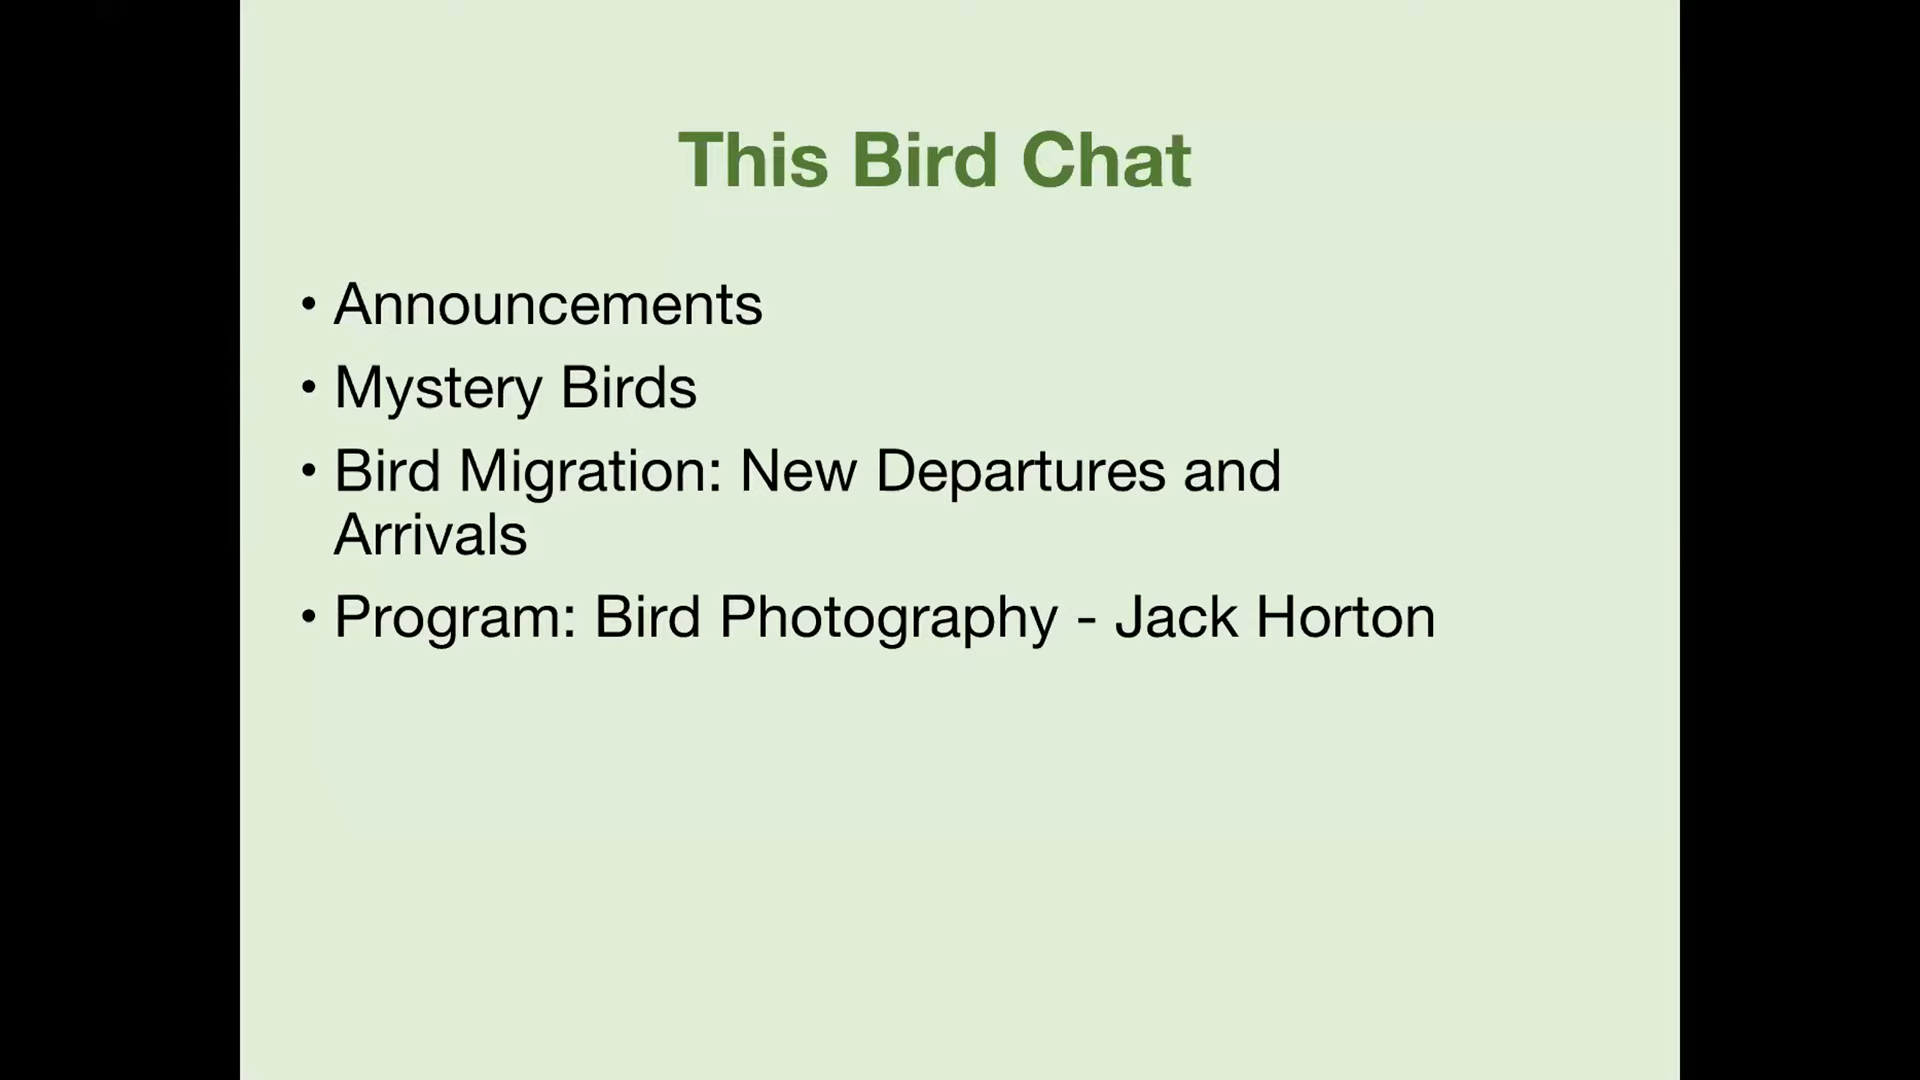 This Bird Chat
• Announcements
• Mystery Birds
• Bird Migration: New Departures and
Arrivals
• Program: Bird Photography - Jack Horton